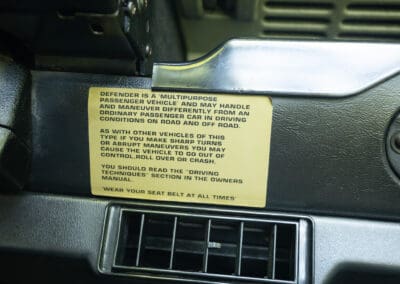 DEFENDER IS A 'MULTIPURPOSE
PASSENGER VEHICLE' AND MAY HANDLE
AND MANEUVER DIFFERENTLY FROM AN
ORDINARY PASSENGER CAR IN DRIVING
CONDITIONS ON ROAD AND OFF ROAD.
AS WITH OTHER VEHICLES OF THIS
TYPE IF YOU MAKE SHARP TURNS
OR ABRUPT MANEUVERS YOU MAY
CAUSE THE VEHICLE TO GO OUT OF
CONTROL,ROLL OVER OR CRASH.
YOU SHOULD READ THE 'DRIVING
TECHNIQUES' SECTION IN THE OWNERS
MANUAL.
'WEAR YOUR SEAT BELT AT ALL TIMES'